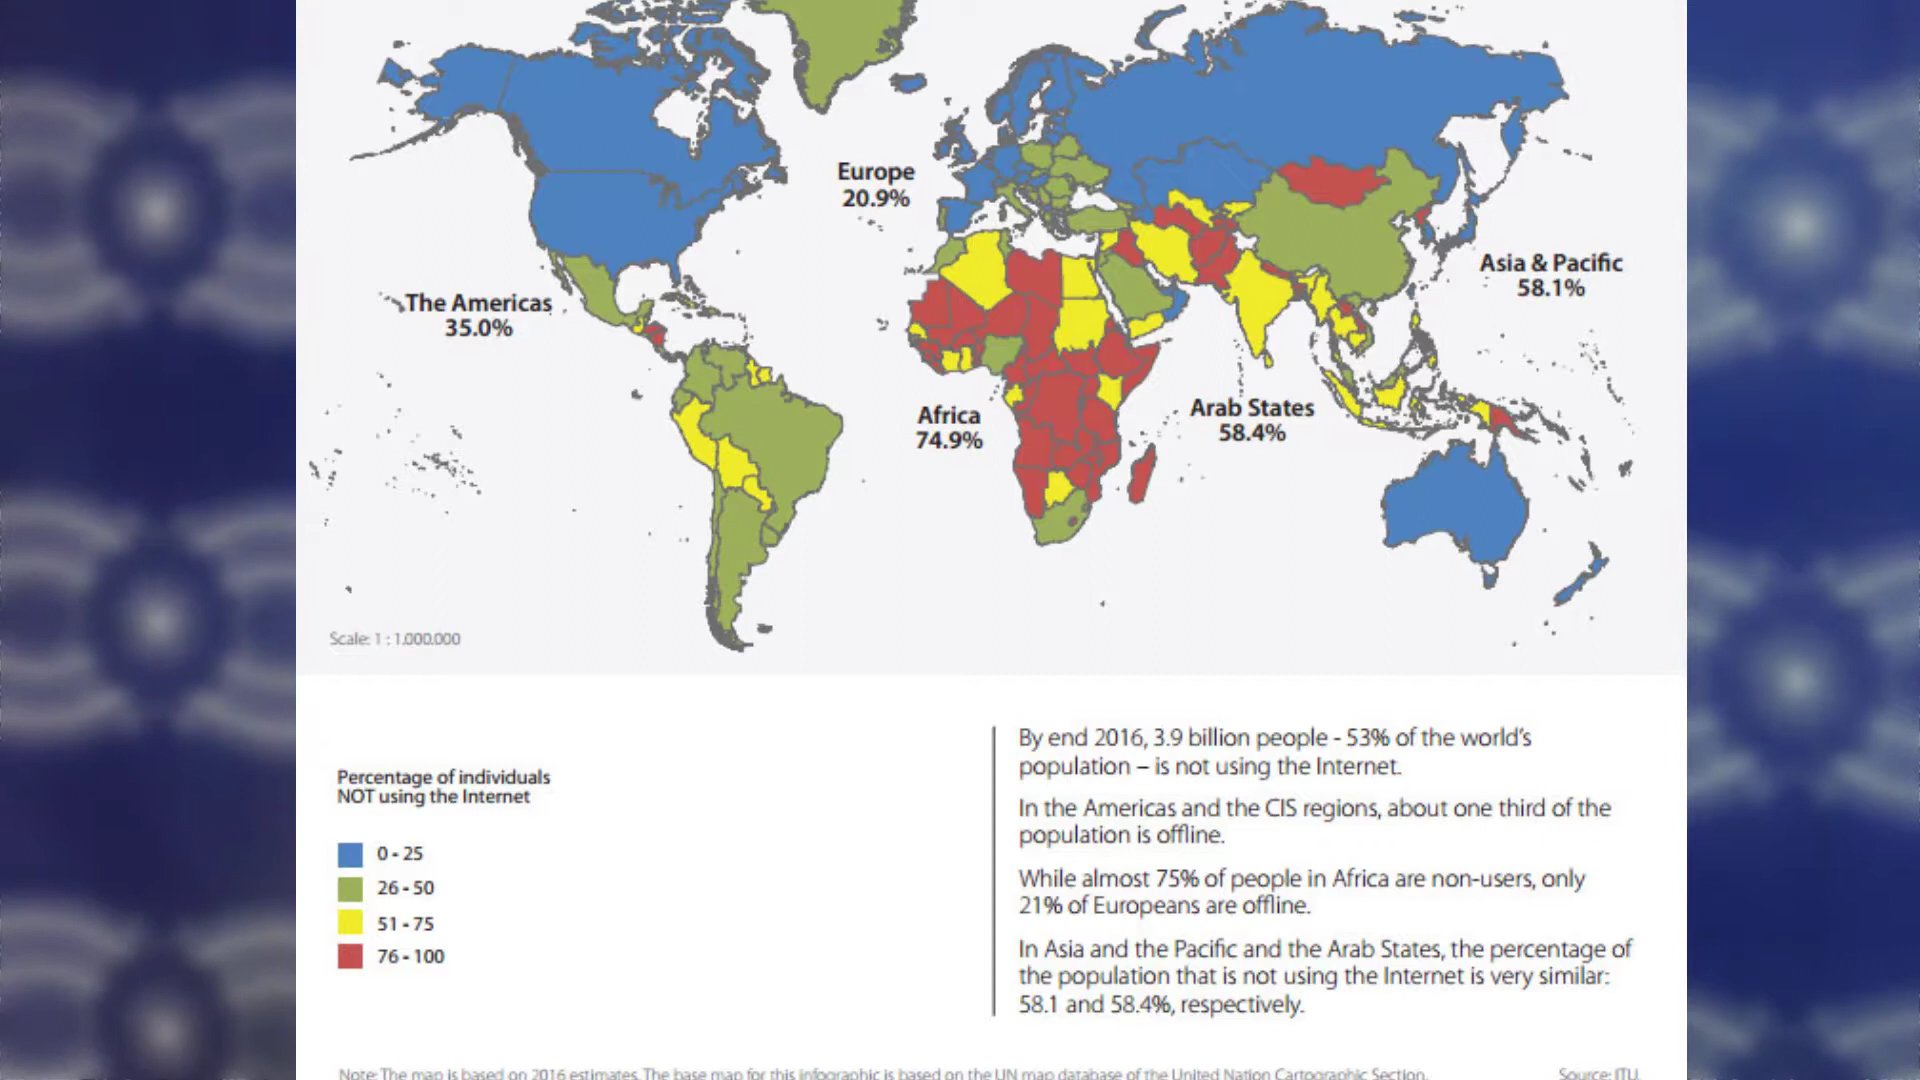 Europe
20.9%
The Americas
35.0%
Asia & Pacific
58.1%
Africa
74.9%
Arab States
58.4%
Scale: 1 : 1.000.000
Percentage of individuals
NOT using the Internet
0 - 25
26 - 50
51 - 75
76 - 100
By end 2016, 3.9 billion people - 53% of the world's
population – is not using the Internet.
In the Americas and the CIS regions, about one third of the
population is offline.
While almost 75% of people in Africa are non-users, only
21% of Europeans are offline.
In Asia and the Pacific and the Arab States, the percentage of
the population that is not using the Internet is very similar:
58.1 and 58.4%, respectively.
Note: The map is based on 2016 estimates. The base map for this infographic is based on the UN map database of the United Nation Cartographic Section.
Source: ITU.